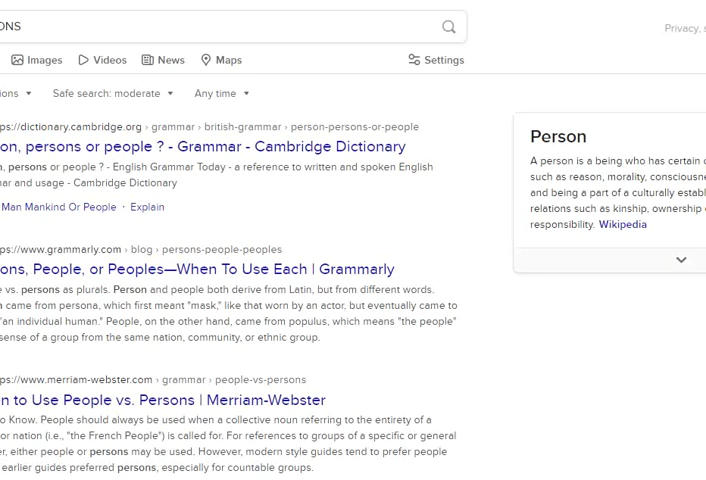 ONS
Privacy, s
Images Videos News Maps Settings
ions Safe search: moderate Any time
ps://dictionary.cambridge.org › grammar › british-grammar › person-persons-or-people
on, persons or people ? - Grammar - Cambridge Dictionary
n, persons or people ? - English Grammar Today - a reference to written and spoken English
nar and usage - Cambridge Dictionary
Man Mankind Or People · Explain
ps://www.grammarly.com › blog › persons-people-peoples
ons, People, or Peoples—When To Use Each | Grammarly
e vs. persons as plurals. Person and people both derive from Latin, but from different words.
n came from persona, which first meant "mask," like that worn by an actor, but eventually came to
"an individual human." People, on the other hand, came from populus, which means "the people"
sense of a group from the same nation, community, or ethnic group.
ps://www.merriam-webster.com › grammar › people-vs-persons
n to Use People vs. Persons | Merriam-Webster
o Know. People should always be used when a collective noun referring to the entirety of a
or nation (i.e., "the French People") is called for. For references to groups of a specific or general
er, either people or persons may be used. However, modern style guides tend to prefer people
earlier guides preferred persons, especially for countable groups.
Person
A person is a being who has certain c
such as reason, morality, consciousne
and being a part of a culturally establ
relations such as kinship, ownership
responsibility. Wikipedia